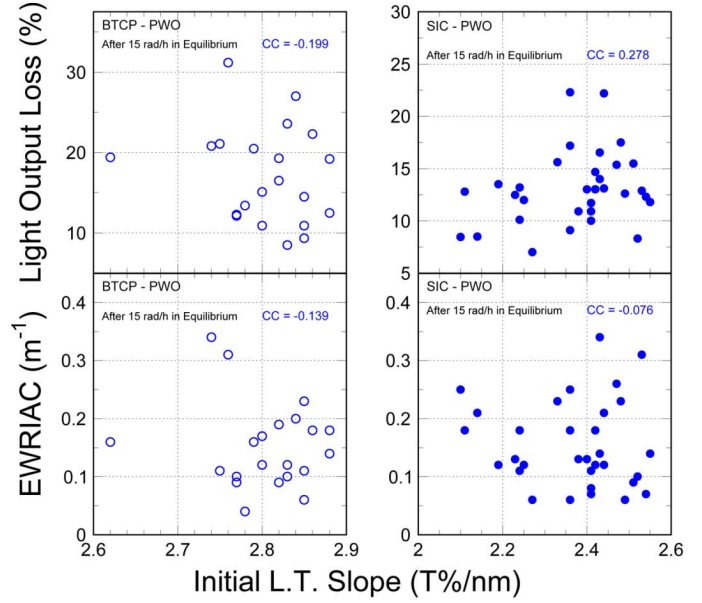 Light Output Loss (%)
BTCP - PWO
After 15 rad/h in Equilibrium CC = -0.199
30
20
10
SIC - PWO
After 15 rad/h in Equilibrium CC = 0.278
30
25
20
15
10
5
EWRIAC (m-1)
BTCP - PWO
After 15 rad/h in Equilibrium CC = -0.139
0.4
0.3
0.2
0.1
0
2.6 2.7 2.8 2.9
SIC - PWO
After 15 rad/h in Equilibrium CC = -0.076
0.4
0.3
0.2
0.1
0
2 2.2 2.4 2.6
Initial L.T. Slope (T%/nm)